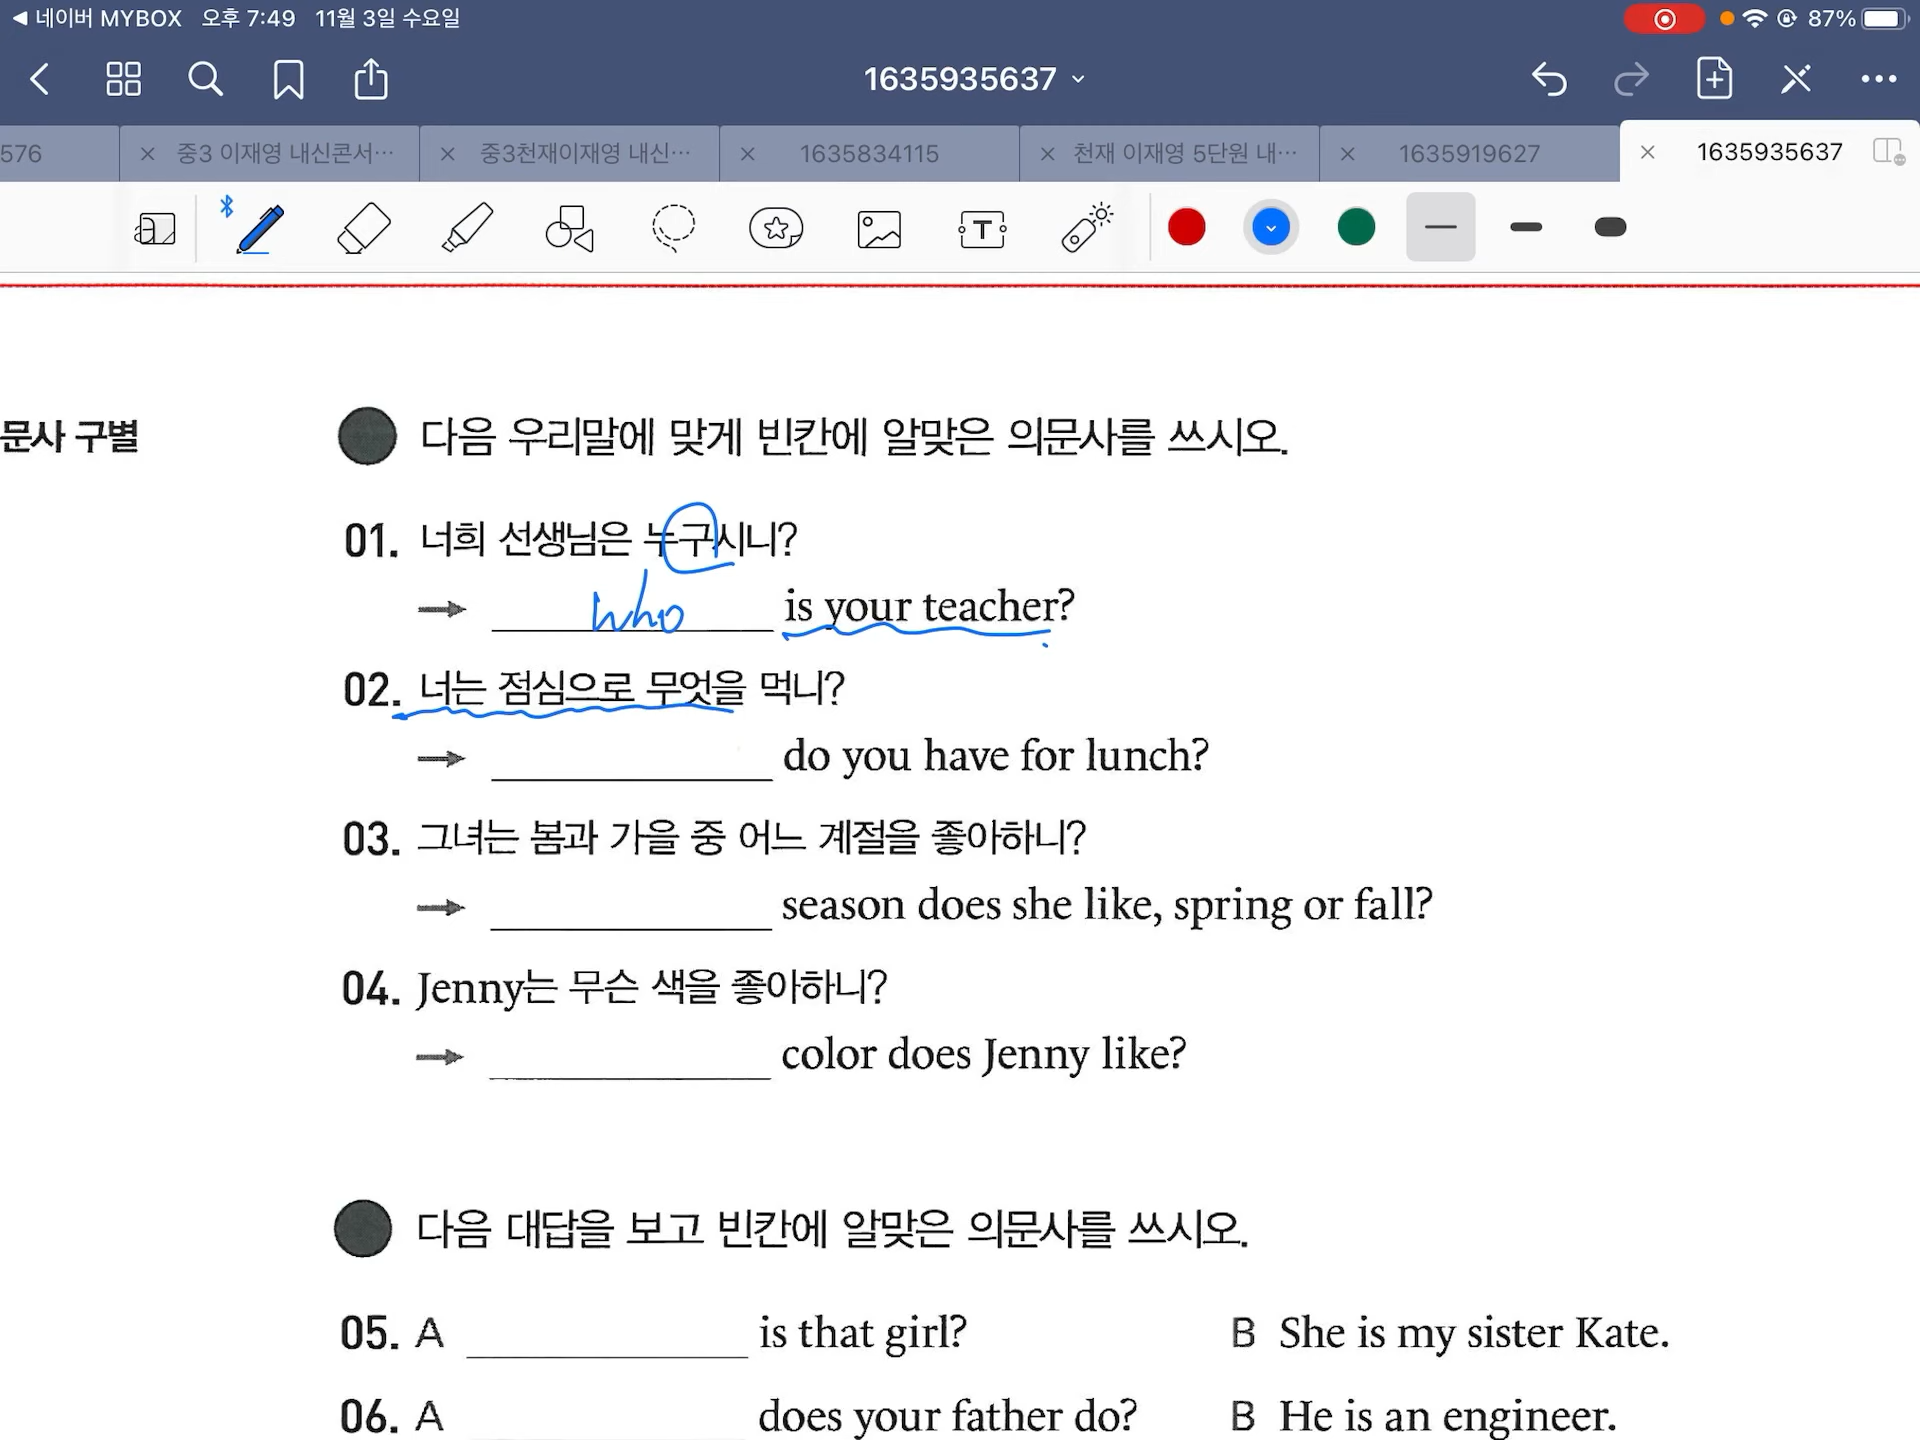 ◀ 네이버 MYBOX 오후 7:49 11월 3일 수요일 87%
1635935637
576 중3 이재영 내신콘서… 중3천재이재영 내신… 1635834115 천재 이재영 5단원 내… 1635919627 1635935637
문사 구별
다음 우리말에 맞게 빈칸에 알맞은 의문사를 쓰시오.
01. 너희 선생님은 누구시니?
→ who is your teacher?
02. 너는 점심으로 무엇을 먹니?
→ ____ do you have for lunch?
03. 그녀는 봄과 가을 중 어느 계절을 좋아하니?
→ ____ season does she like, spring or fall?
04. Jenny는 무슨 색을 좋아하니?
→ ____ color does Jenny like?
다음 대답을 보고 빈칸에 알맞은 의문사를 쓰시오.
05. A ____ is that girl? B She is my sister Kate.
06. A ____ does your father do? B He is an engineer.